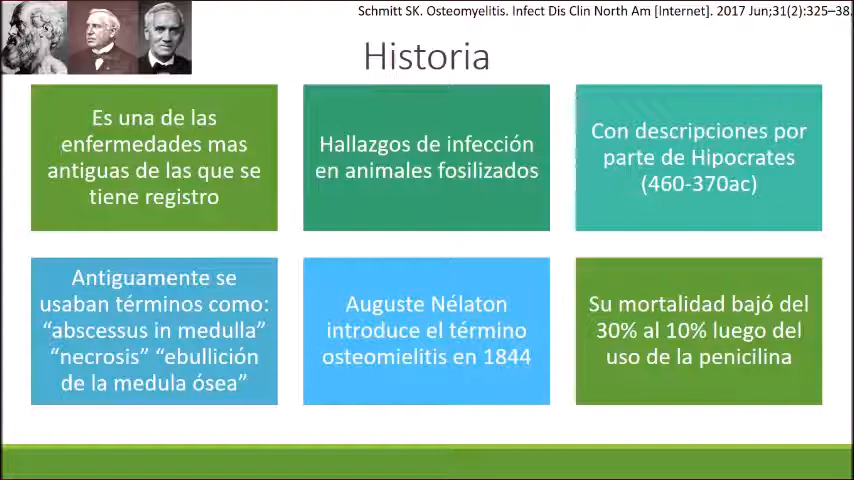 Schmitt SK. Osteomyelitis. Infect Dis Clin North Am [Internet]. 2017 Jun;31(2):325–38.
Historia
Es una de las
enfermedades mas
antiguas de las que se
tiene registro
Hallazgos de infección
en animales fosilizados
Con descripciones por
parte de Hipocrates
(460-370ac)
Antiguamente se
usaban términos como:
“abscessus in medulla”
“necrosis” “ebullición
de la medula ósea”
Auguste Nélaton
introduce el término
osteomielitis en 1844
Su mortalidad bajó del
30% al 10% luego del
uso de la penicilina